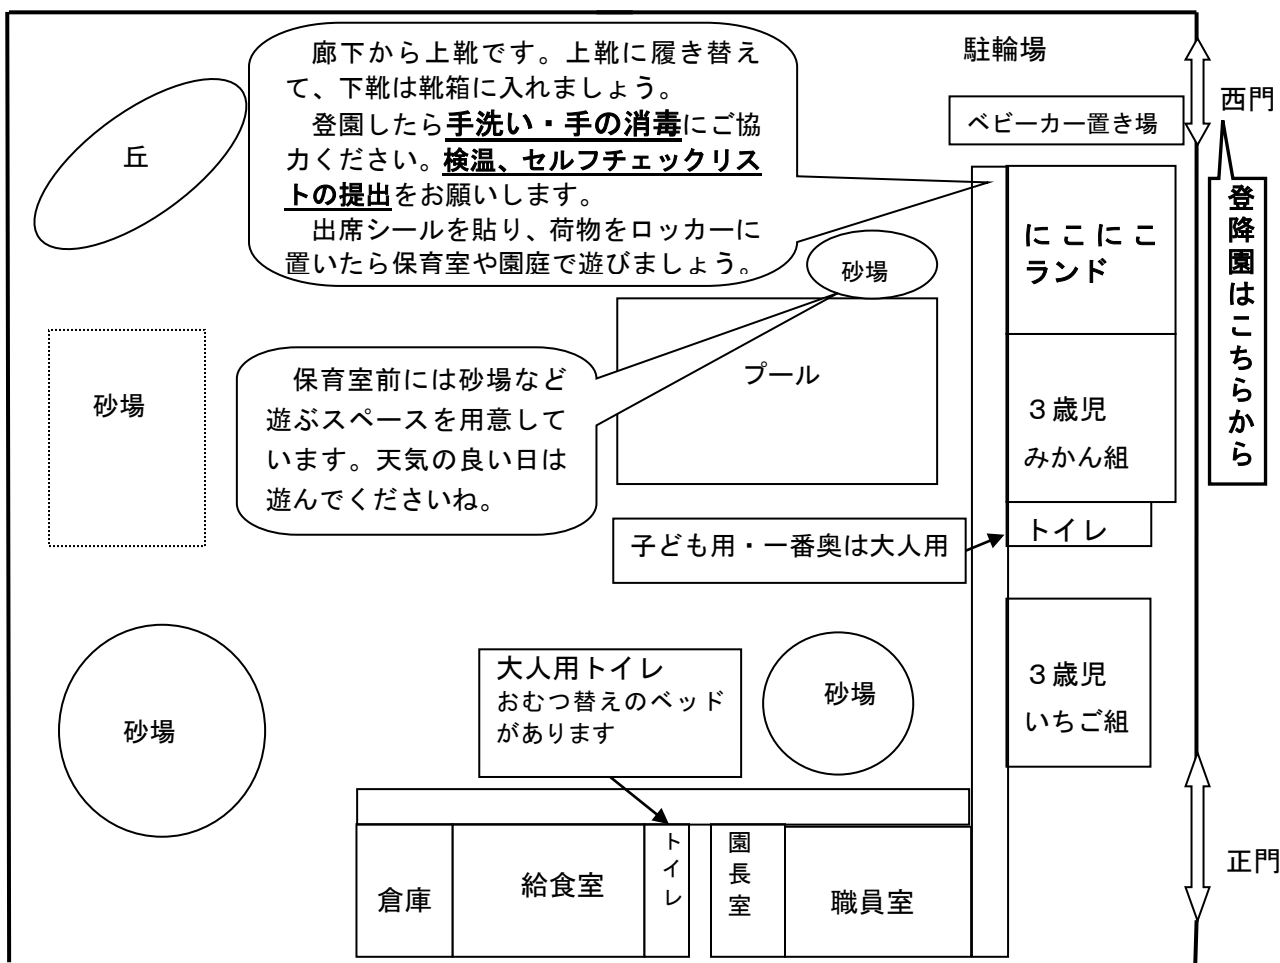 廊下から上靴です。上靴に履き替え
て、下靴は靴箱に入れましょう。
登園したら手洗い・手の消毒にご協
力ください。検温、セルフチェックリス
トの提出をお願いします。
出席シールを貼り、荷物をロッカーに
置いたら保育室や園庭で遊びましょう。
駐輪場
西門
ベビーカー置き場
丘
登降園はこちらから
にこにこ
ランド
砂場
プール
砂場
保育室前には砂場など
遊ぶスペースを用意して
います。天気の良い日は
遊んでくださいね。
３歳児
みかん組
トイレ
子ども用・一番奥は大人用
３歳児
いちご組
大人用トイレ
おむつ替えのベッド
があります
砂場
砂場
正門
倉庫
給食室
トイレ
園長室
職員室